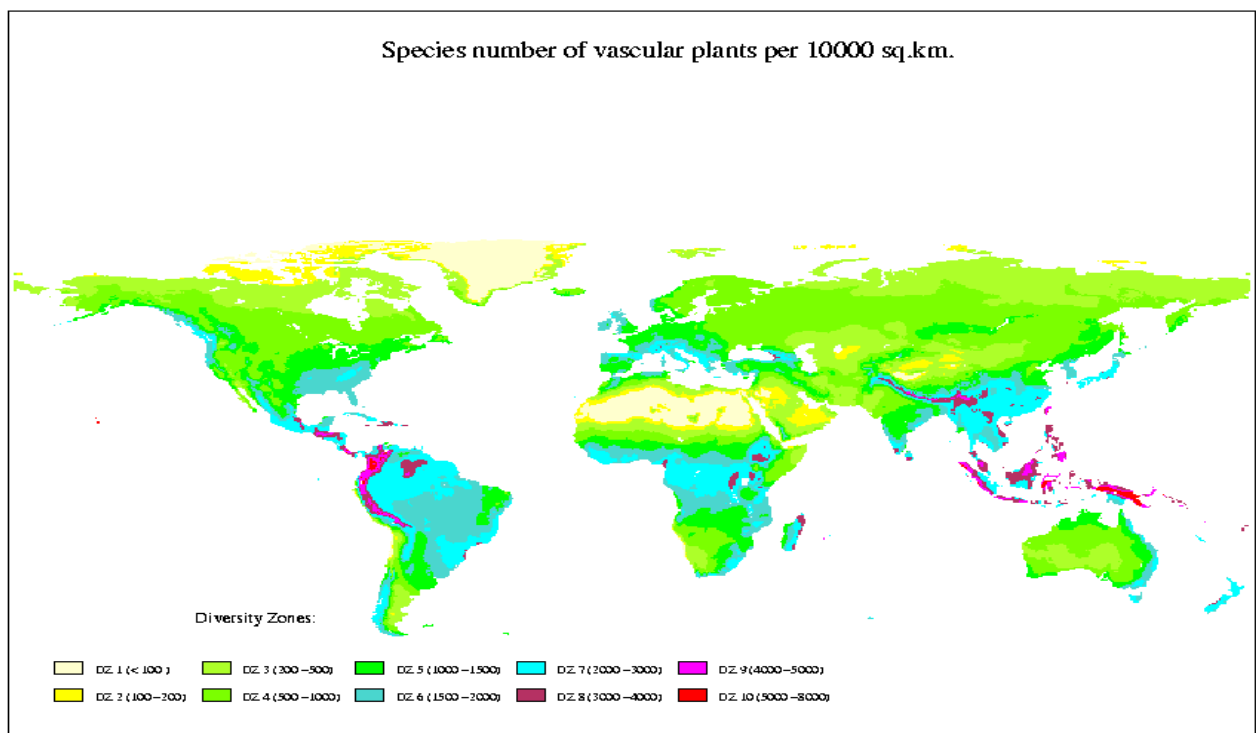 Species number of vascular plants per 10000 sq.km.
Diversity Zones:
DZ 1 (< 100 ) DZ 3 (200 –500) DZ 5 (1000 –1500) DZ 7 (2000 –3000) DZ 9 (4000 –5000)
DZ 2 (100 –200) DZ 4 (500 –1000) DZ 6 (1500 –2000) DZ 8 (3000 –4000) DZ 10 (5000 –8000)